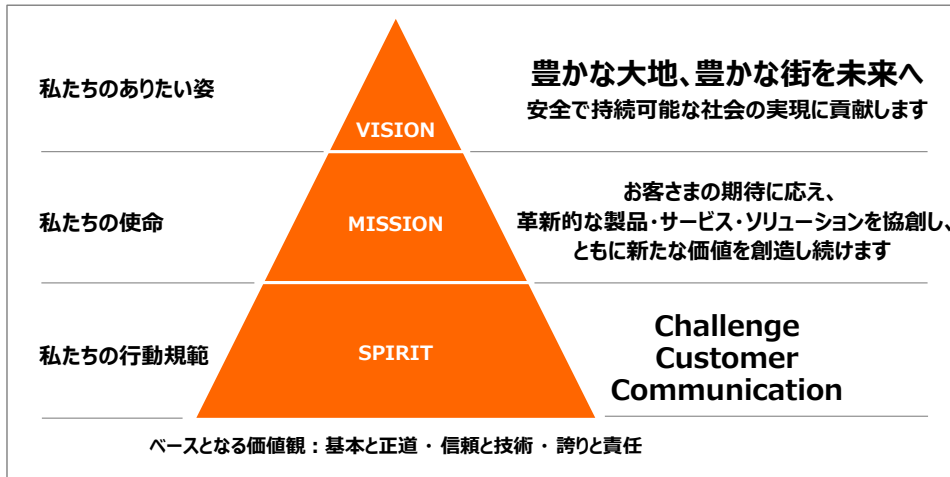 私たちのありたい姿
VISION
豊かな大地、豊かな街を未来へ
安全で持続可能な社会の実現に貢献します
私たちの使命
MISSION
お客さまの期待に応え、
革新的な製品・サービス・ソリューションを協創し、
ともに新たな価値を創造し続けます
私たちの行動規範
SPIRIT
Challenge
Customer
Communication
ベースとなる価値観：基本と正道 ・ 信頼と技術 ・ 誇りと責任